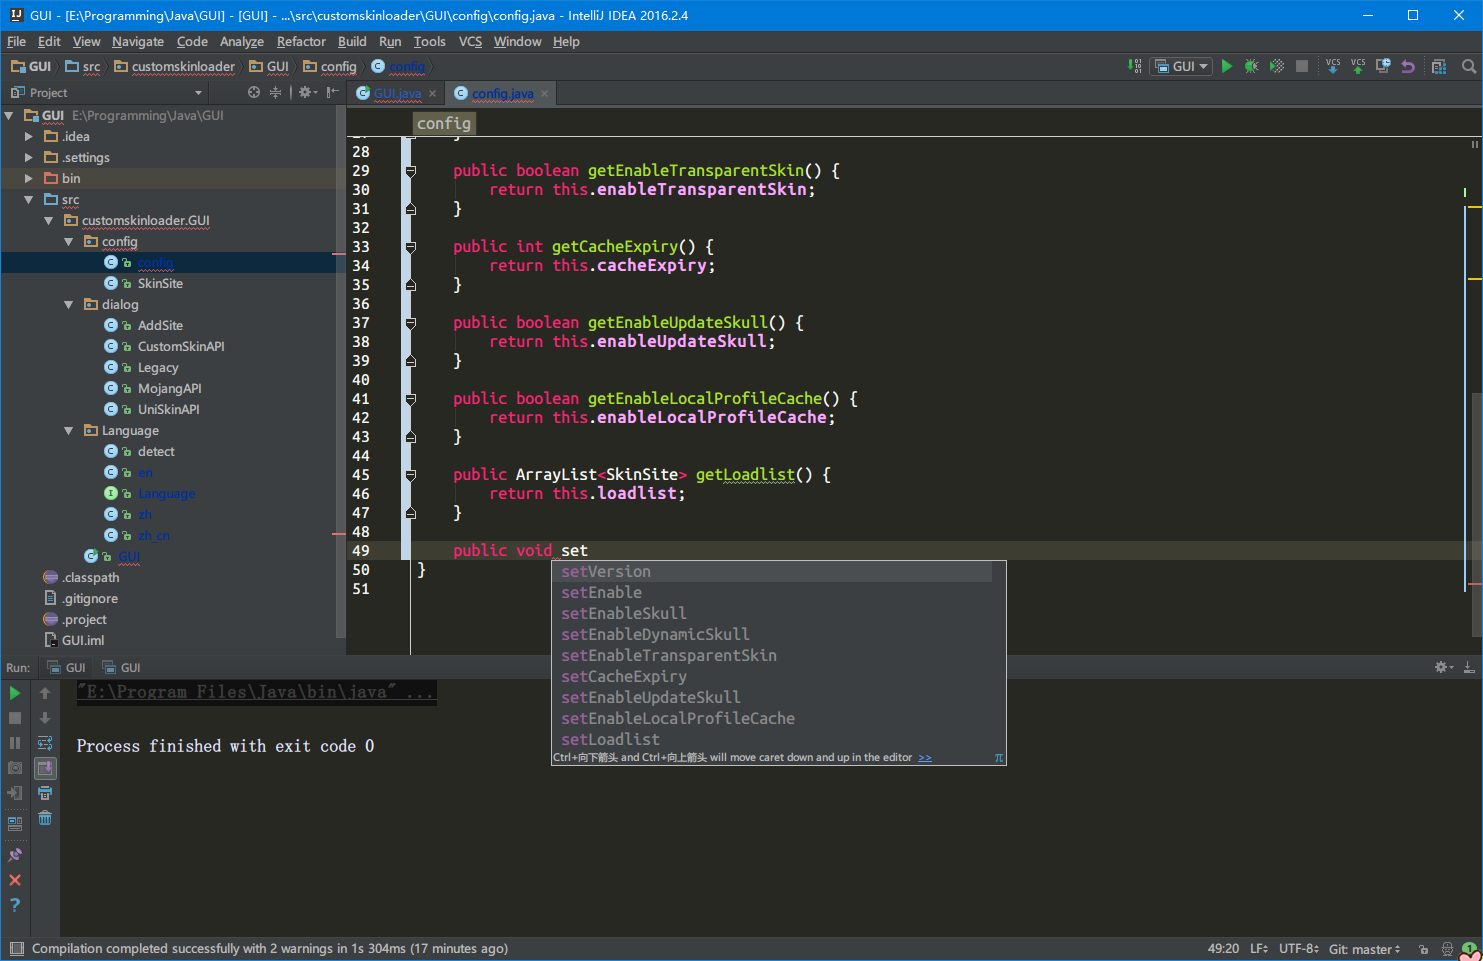 GUI - [E:\Programming\Java\GUI] - [GUI] - ...\src\customskinloader\GUI\config\config.java - IntelliJ IDEA 2016.2.4
File Edit View Navigate Code Analyze Refactor Build Run Tools VCS Window Help
GUI src customskinloader GUI config config
GUI VCS VCS
Project
GUI.java config.java
GUI E:\Programming\Java\GUI
.idea
.settings
bin
src
customskinloader.GUI
config
config
SkinSite
dialog
AddSite
CustomSkinAPI
Legacy
MojangAPI
UniSkinAPI
Language
detect
en
Language
zh
zh_cn
GUI
.classpath
.gitignore
.project
GUI.iml
config
28
29 public boolean getEnableTransparentSkin() {
30 return this.enableTransparentSkin;
31 }
32
33 public int getCacheExpiry() {
34 return this.cacheExpiry;
35 }
36
37 public boolean getEnableUpdateSkull() {
38 return this.enableUpdateSkull;
39 }
40
41 public boolean getEnableLocalProfileCache() {
42 return this.enableLocalProfileCache;
43 }
44
45 public ArrayList<SkinSite> getLoadlist() {
46 return this.loadlist;
47 }
48
49 public void set
50 }
51
setVersion
setEnable
setEnableSkull
setEnableDynamicSkull
setEnableTransparentSkin
setCacheExpiry
setEnableUpdateSkull
setEnableLocalProfileCache
setLoadlist
Ctrl+向下箭头 and Ctrl+向上箭头 will move caret down and up in the editor >> π
Run: GUI GUI
"E:\Program Files\Java\bin\java" ...
Process finished with exit code 0
Compilation completed successfully with 2 warnings in 1s 304ms (17 minutes ago)
49:20 LF UTF-8 Git: master 1